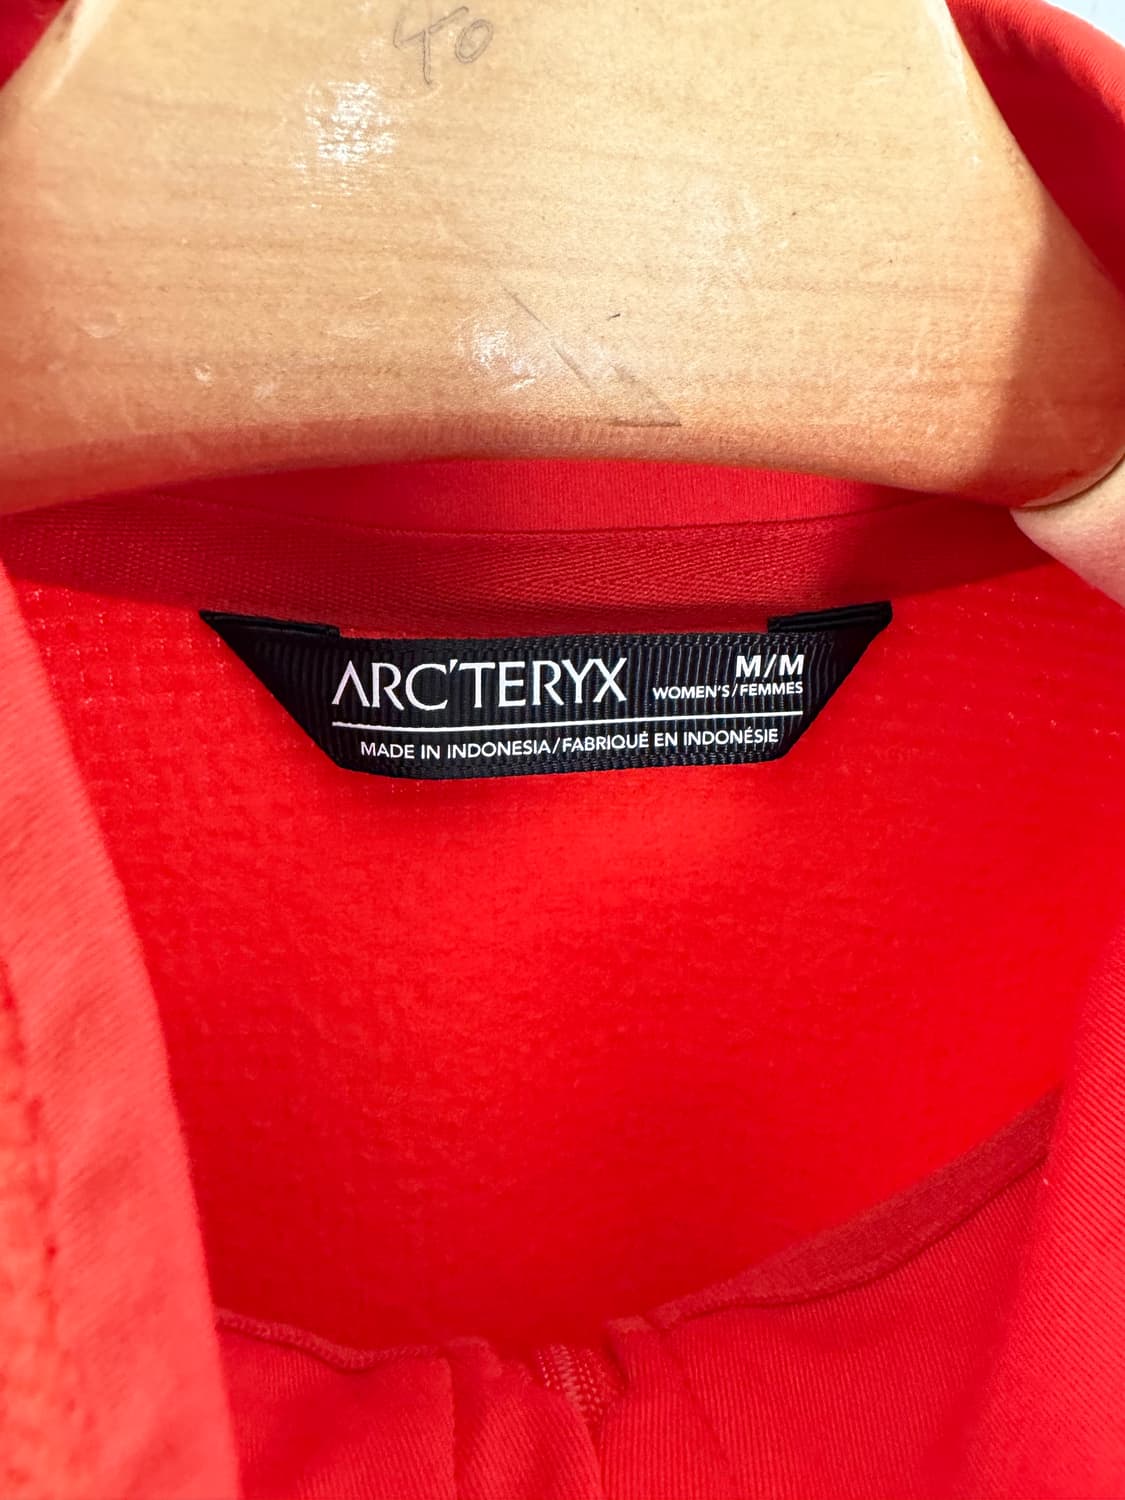 40
ARC'TERYX
M/M
WOMEN'S/FEMMES
MADE IN INDONESIA/FABRIQUÉ EN INDONÉSIE